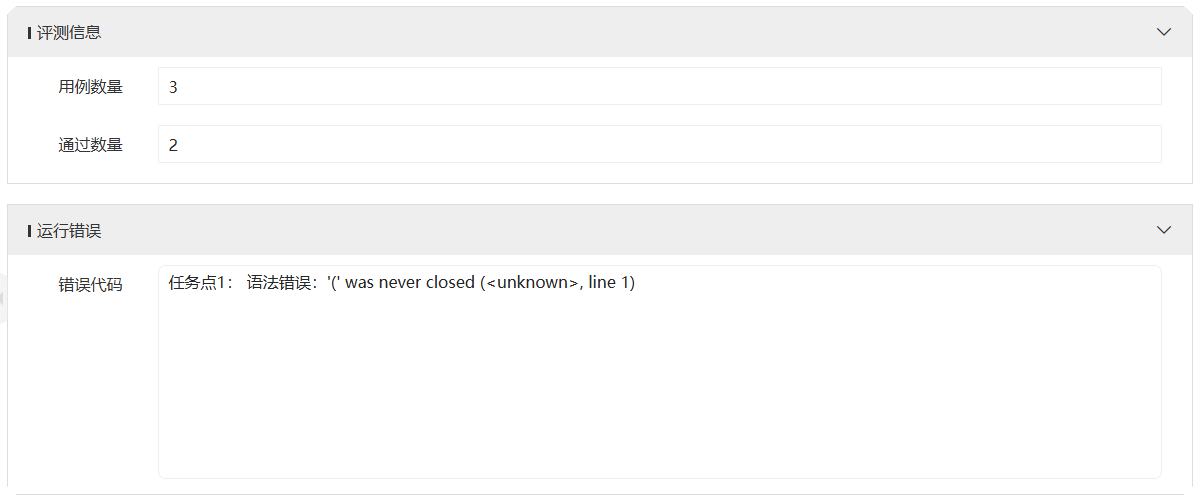 评测信息
用例数量 3
通过数量 2
运行错误
错误代码 任务点1： 语法错误：'(' was never closed (<unknown>, line 1)